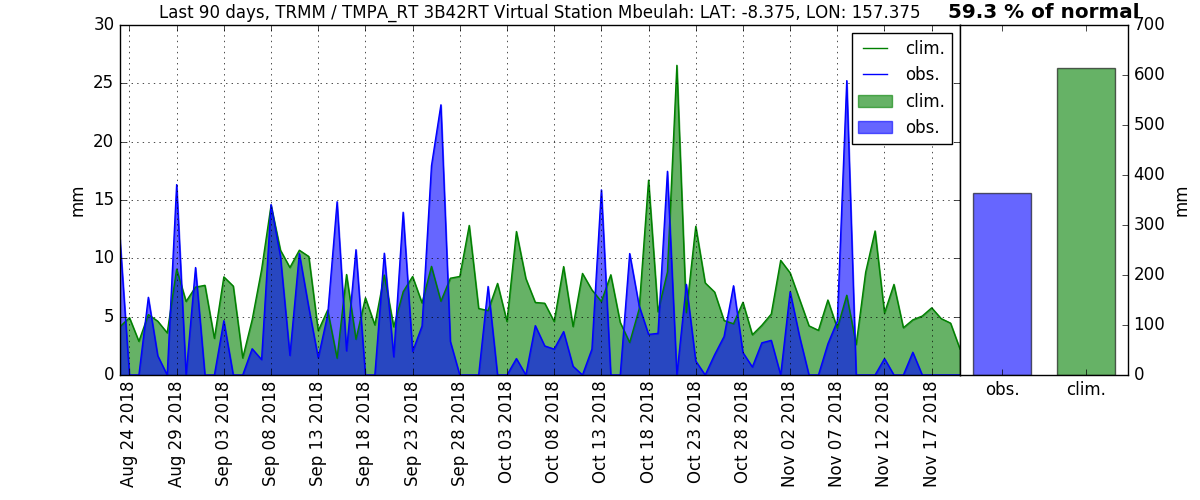 Last 90 days, TRMM / TMPA_RT 3B42RT Virtual Station Mbeulah: LAT: -8.375, LON: 157.375
59.3 % of normal
mm
30
25
20
15
10
5
0
clim.
obs.
clim.
obs.
Aug 24 2018
Aug 29 2018
Sep 03 2018
Sep 08 2018
Sep 13 2018
Sep 18 2018
Sep 23 2018
Sep 28 2018
Oct 03 2018
Oct 08 2018
Oct 13 2018
Oct 18 2018
Oct 23 2018
Oct 28 2018
Nov 02 2018
Nov 07 2018
Nov 12 2018
Nov 17 2018
700
600
500
400
300
200
100
0
mm
obs.
clim.